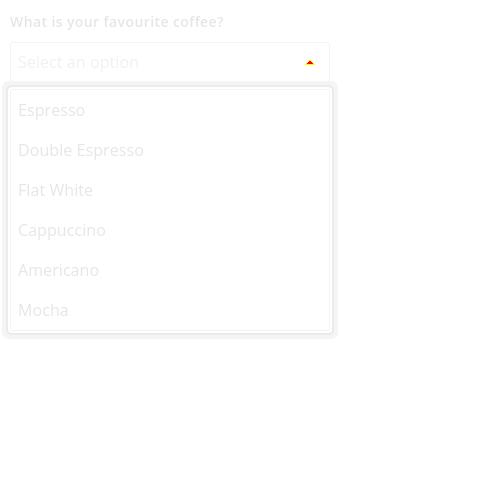 What is your favourite coffee?
Select an option
Espresso
Double Espresso
Flat White
Cappuccino
Americano
Mocha